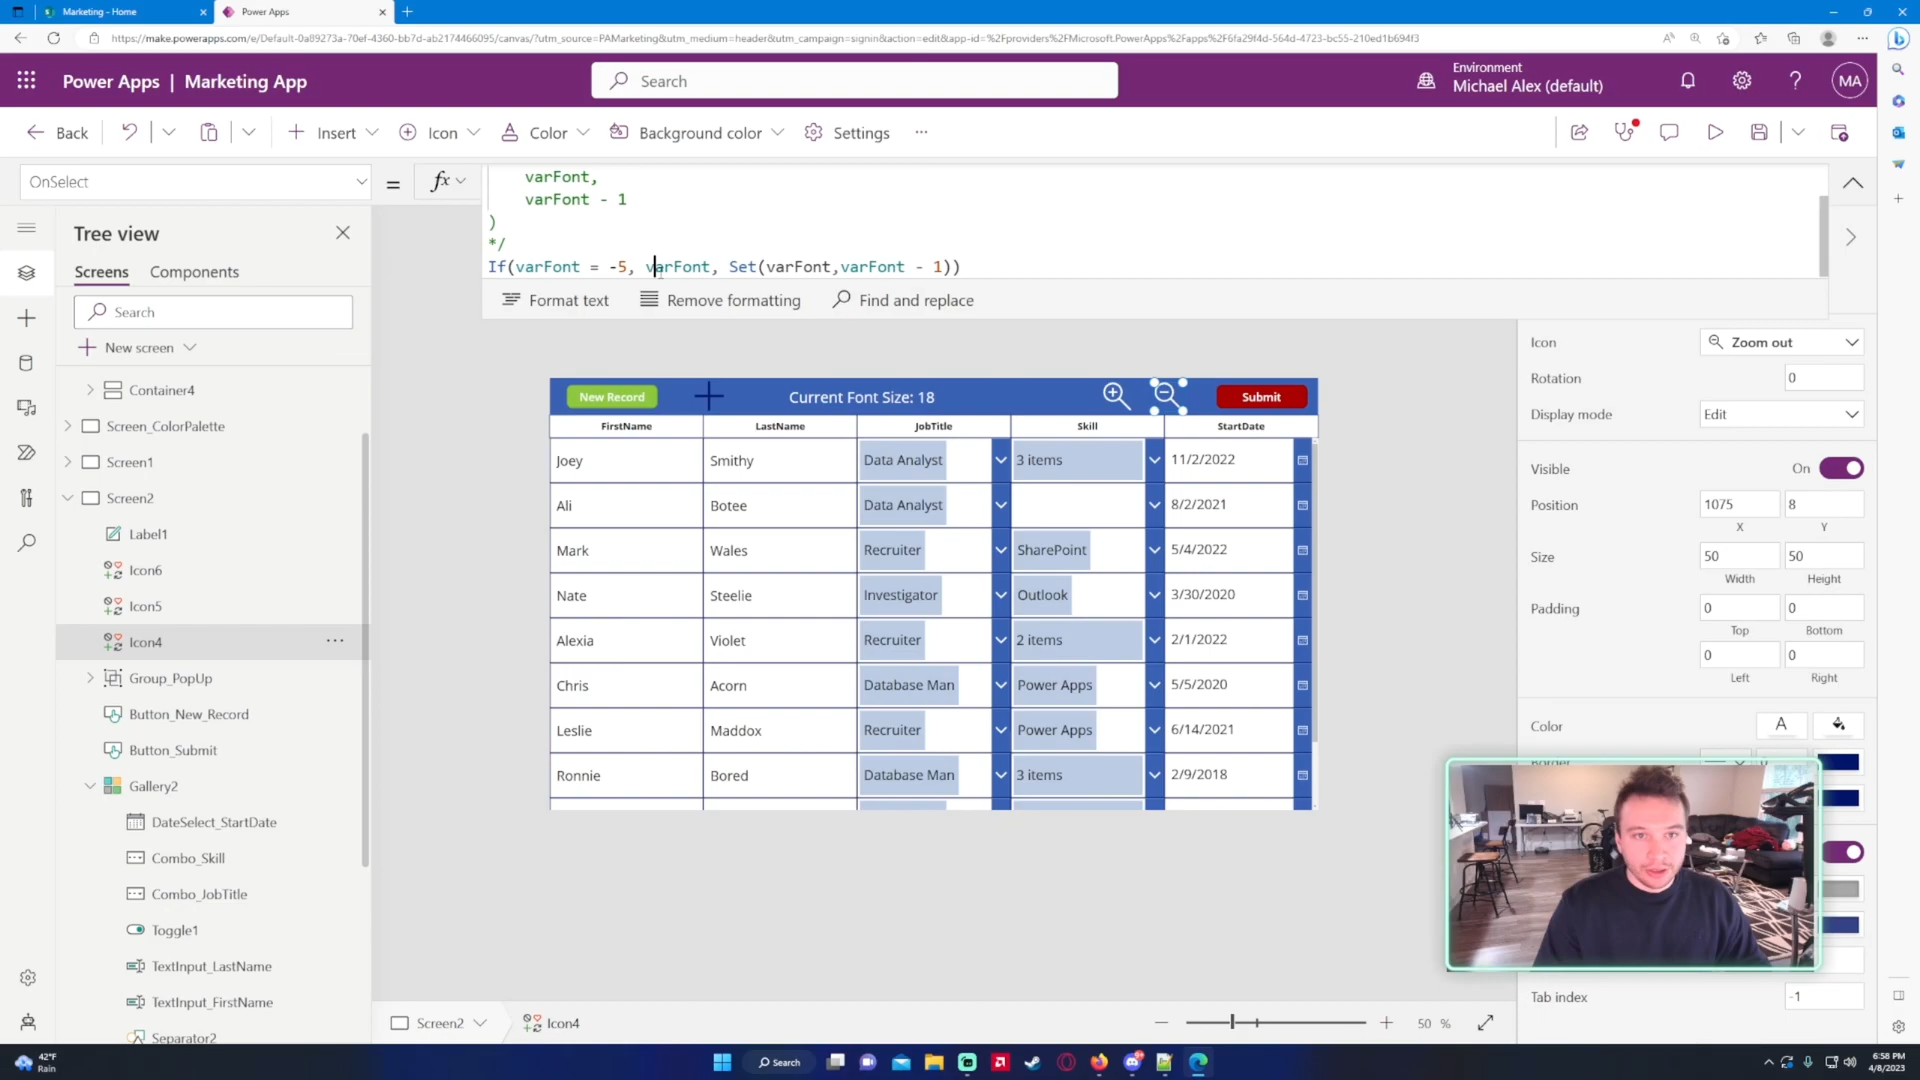 Marketing - Home
Power Apps
https://make.powerapps.com/e/Default-0a89273a-70ef-4360-bb7d-ab2174466095/canvas/?utm_source=PAMarketing&utm_medium=header&utm_campaign=signin&action=edit&app-id=%2Fproviders%2FMicrosoft.PowerApps%2Fapps%2F6fa29f4d-564d-4723-bc55-210ed1b694f3
Power Apps | Marketing App
Search
Environment
Michael Alex (default)
MA
Back
Insert
Icon
Color
Background color
Settings
OnSelect
=
fx
varFont,
varFont - 1
)
*/
If(varFont = -5, varFont, Set(varFont,varFont - 1))
Format text
Remove formatting
Find and replace
Tree view
Screens
Components
Search
New screen
Container4
Screen_ColorPalette
Screen1
Screen2
Label1
Icon6
Icon5
Icon4
Group_PopUp
Button_New_Record
Button_Submit
Gallery2
DateSelect_StartDate
Combo_Skill
Combo_JobTitle
Toggle1
TextInput_LastName
TextInput_FirstName
Separator2
New Record
Current Font Size: 18
Submit
FirstName LastName JobTitle Skill StartDate
Joey Smithy Data Analyst 3 items 11/2/2022
Ali Botee Data Analyst 8/2/2021
Mark Wales Recruiter SharePoint 5/4/2022
Nate Steelie Investigator Outlook 3/30/2020
Alexia Violet Recruiter 2 items 2/1/2022
Chris Acorn Database Man Power Apps 5/5/2020
Leslie Maddox Recruiter Power Apps 6/14/2021
Ronnie Bored Database Man 3 items 2/9/2018
Icon
Zoom out
Rotation
0
Display mode
Edit
Visible
On
Position
1075
8
X
Y
Size
50
50
Width
Height
Padding
0
0
Top
Bottom
0
0
Left
Right
Color
A
Tab index
-1
Screen2
Icon4
50 %
42°F
Rain
Search
6:58 PM
4/8/2023